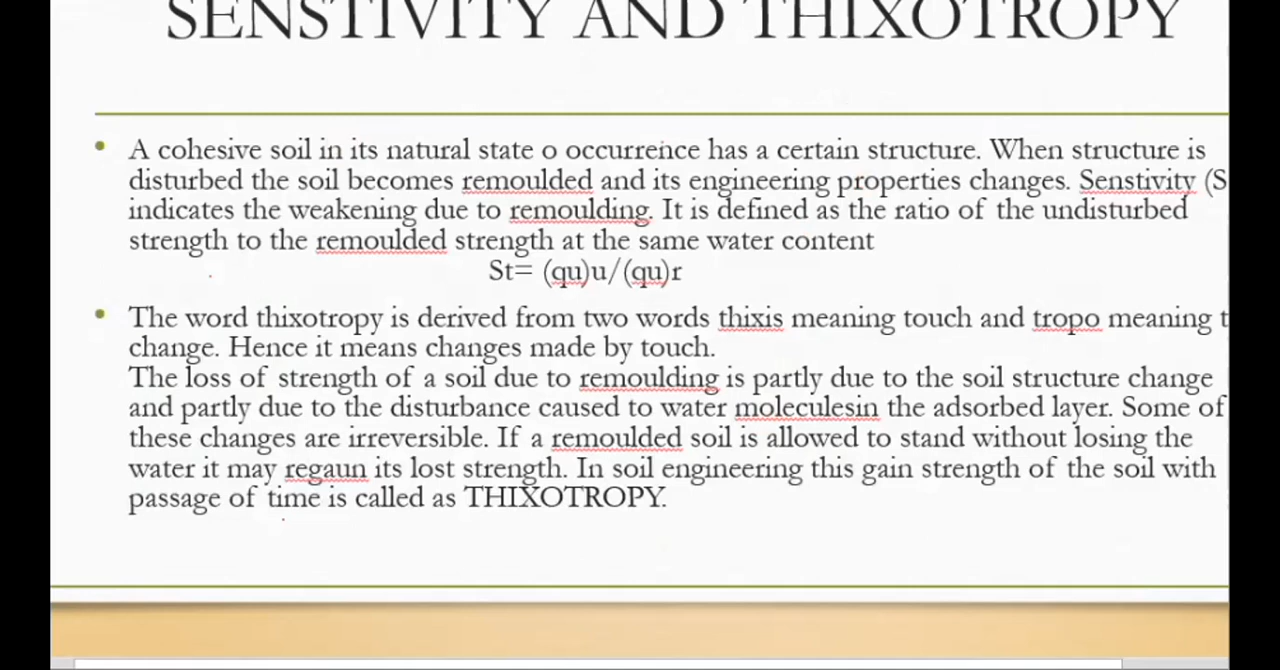 SENSTIVITY AND THIXOTROPY
A cohesive soil in its natural state o occurrence has a certain structure. When structure is
disturbed the soil becomes remoulded and its engineering properties changes. Senstivity (S
indicates the weakening due to remoulding. It is defined as the ratio of the undisturbed
strength to the remoulded strength at the same water content
St= (qu)u/(qu)r
The word thixotropy is derived from two words thixis meaning touch and tropo meaning t
change. Hence it means changes made by touch.
The loss of strength of a soil due to remoulding is partly due to the soil structure change
and partly due to the disturbance caused to water moleculesin the adsorbed layer. Some of
these changes are irreversible. If a remoulded soil is allowed to stand without losing the
water it may regaun its lost strength. In soil engineering this gain strength of the soil with
passage of time is called as THIXOTROPY.